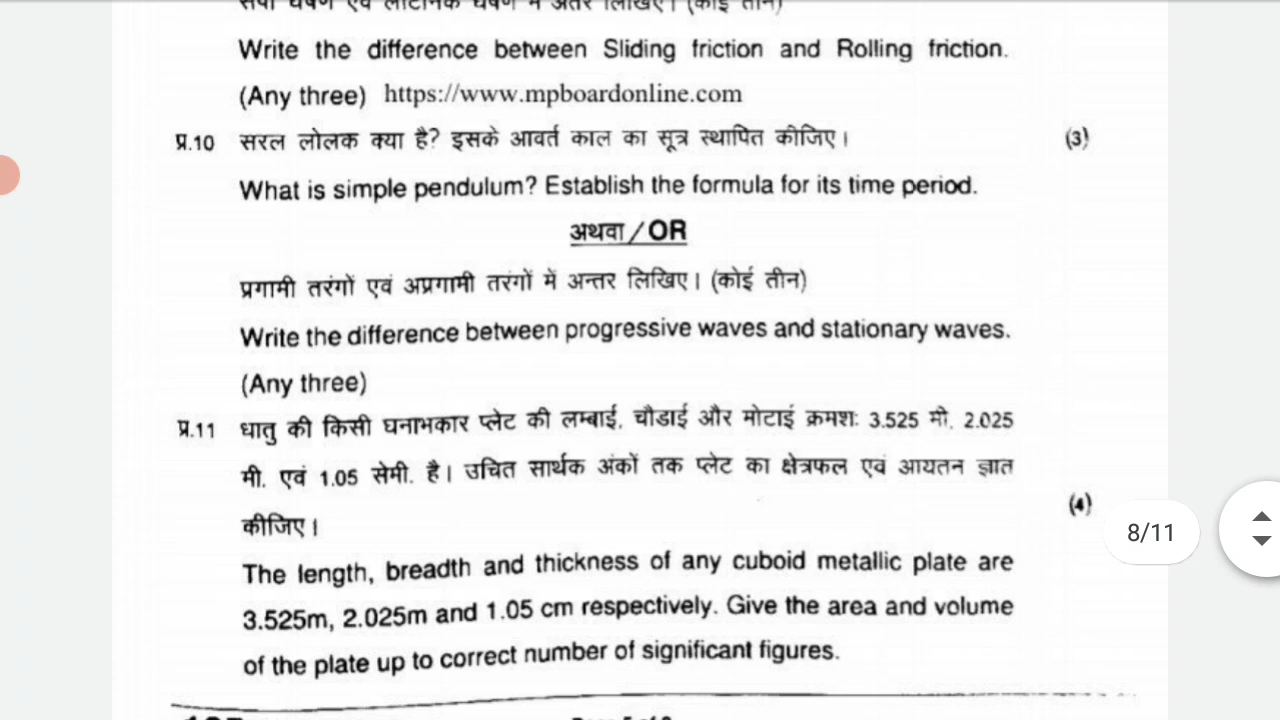 Write the difference between Sliding friction and Rolling friction.
(Any three) https://www.mpboardonline.com
प्र.10 सरल लोलक क्या है? इसके आवर्त काल का सूत्र स्थापित कीजिए। (3)
What is simple pendulum? Establish the formula for its time period.
अथवा / OR
प्रगामी तरंगों एवं अप्रगामी तरंगों में अन्तर लिखिए। (कोई तीन)
Write the difference between progressive waves and stationary waves.
(Any three)
प्र.11 धातु की किसी घनाभकार प्लेट की लम्बाई, चौडाई और मोटाई क्रमशः 3.525 मी. 2.025
मी. एवं 1.05 सेमी. है। उचित सार्थक अंकों तक प्लेट का क्षेत्रफल एवं आयतन ज्ञात
कीजिए। (4)
8/11
The length, breadth and thickness of any cuboid metallic plate are
3.525m, 2.025m and 1.05 cm respectively. Give the area and volume
of the plate up to correct number of significant figures.